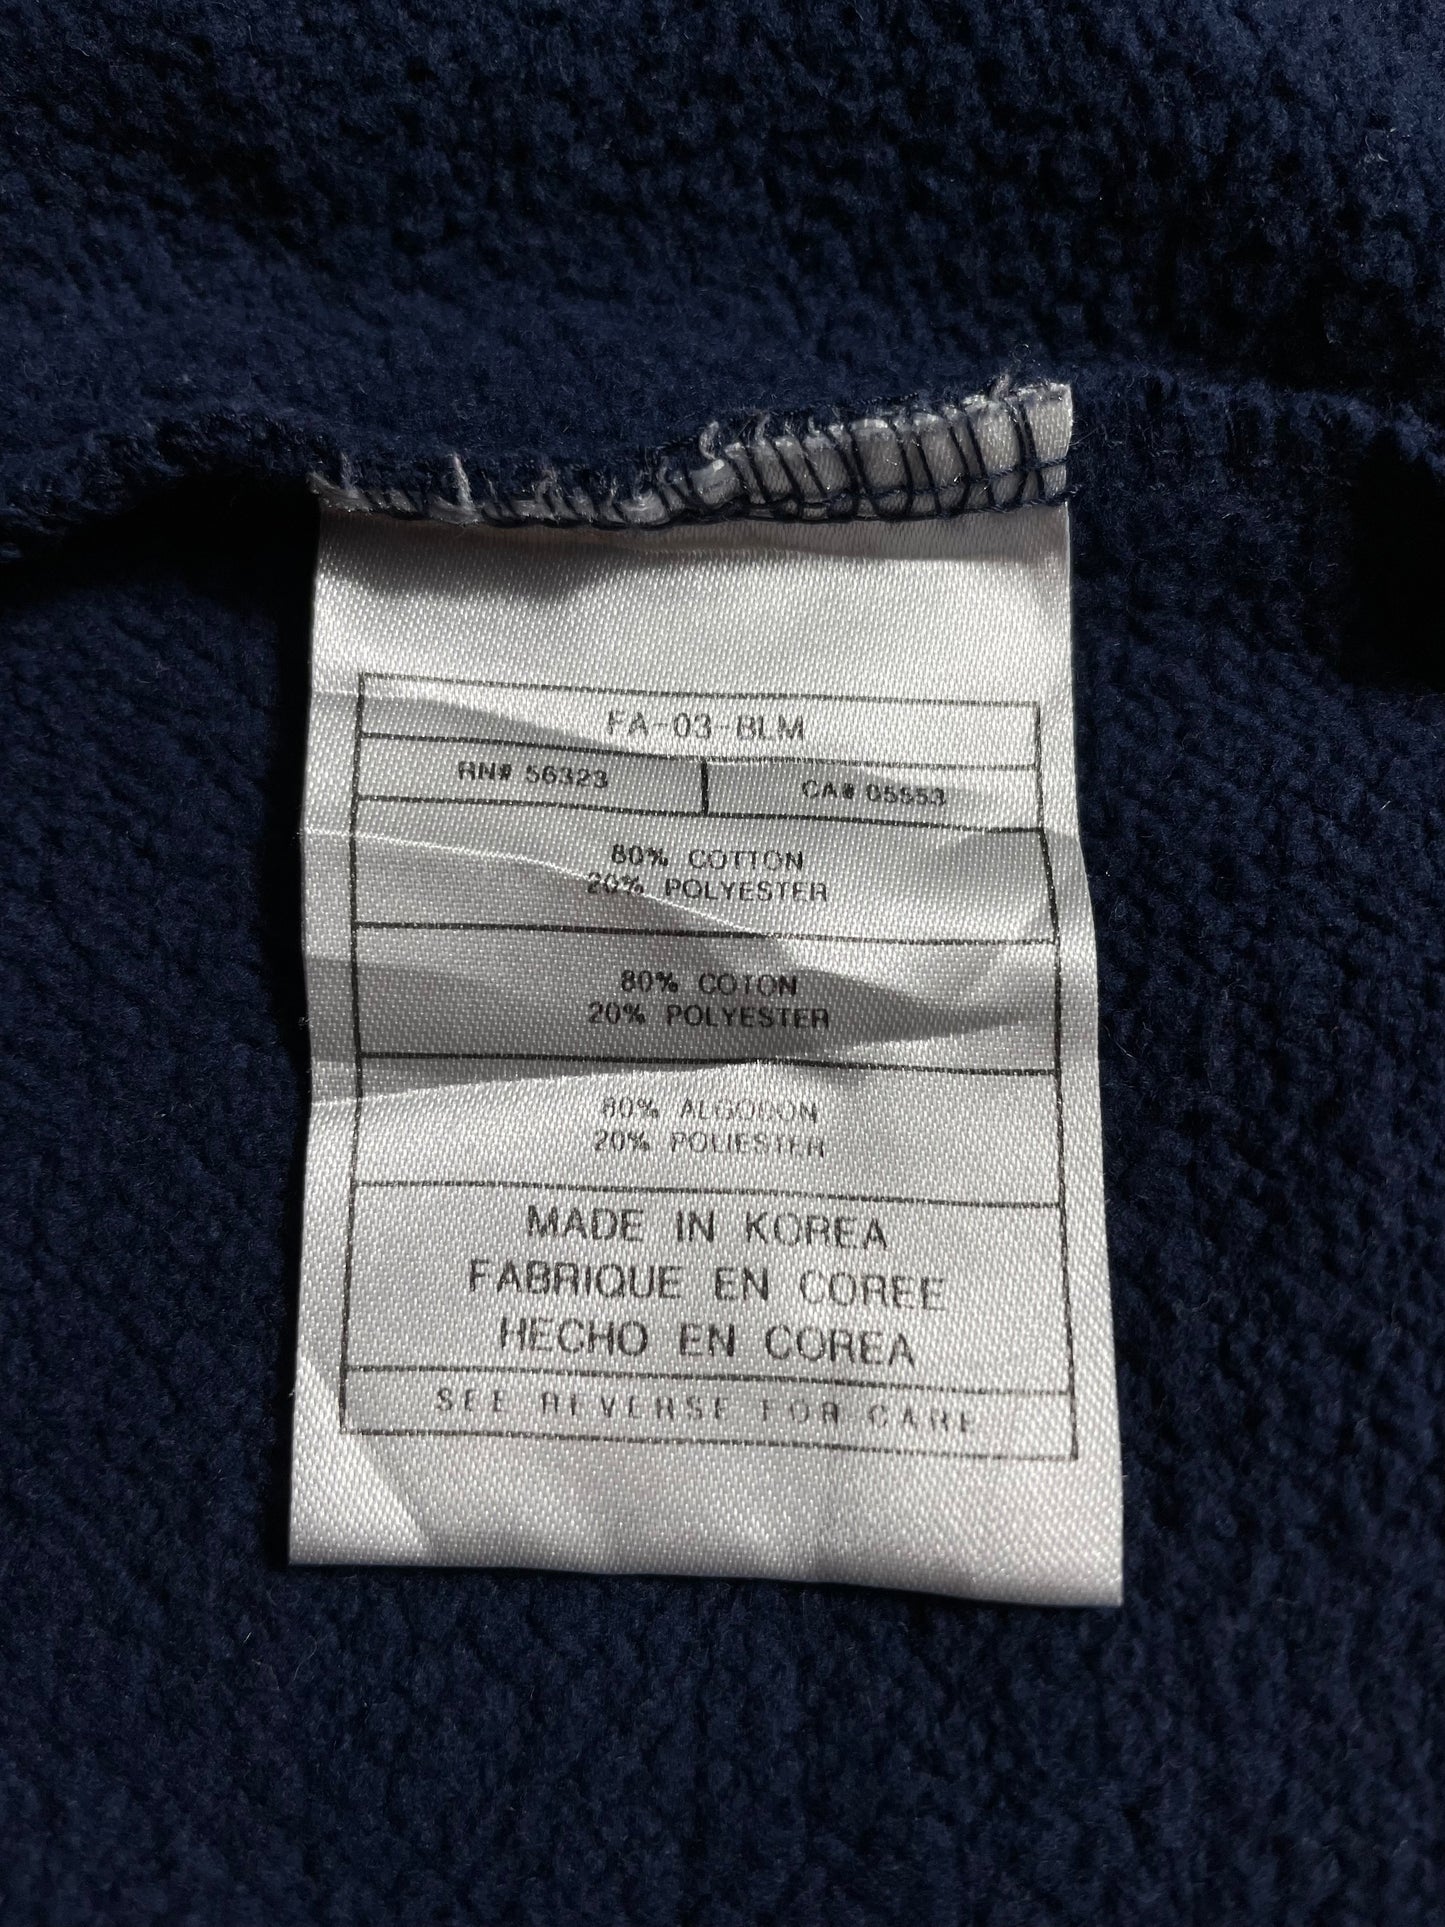 FA-03-BLM
RN# 56323 CA# 05553
80% COTTON
20% POLYESTER
80% COTON
20% POLYESTER
80% ALGODON
20% POLIESTER
MADE IN KOREA
FABRIQUE EN COREE
HECHO EN COREA
SEE REVERSE FOR CARE